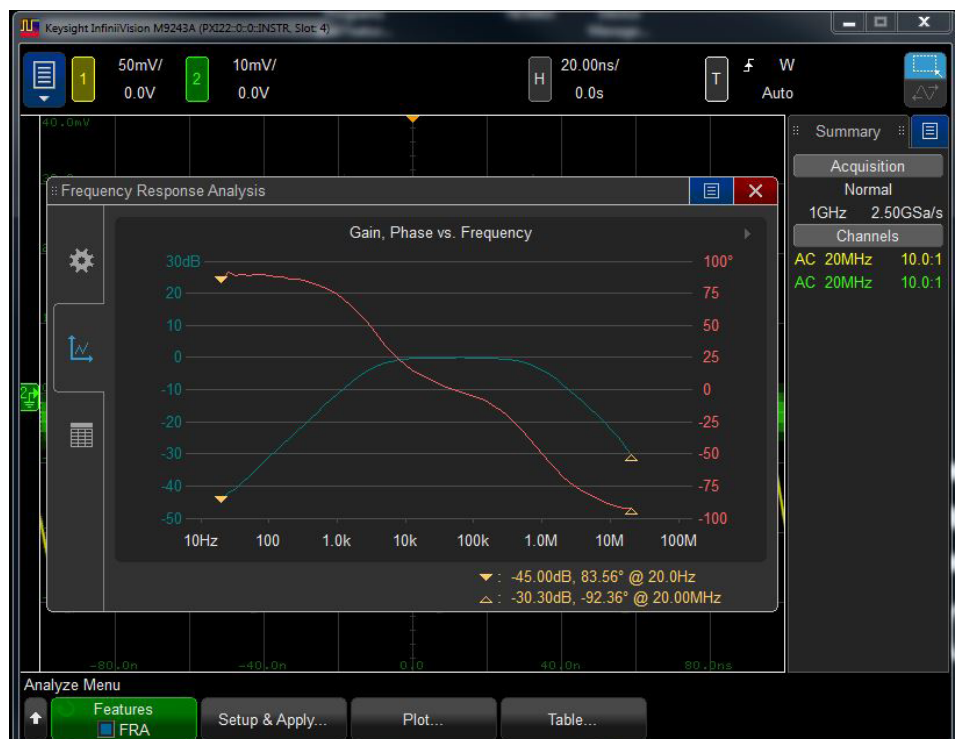 Keysight InfiniiVision M9243A (PXI22::0::0::INSTR, Slot: 4)
1 50mV/ 0.0V
2 10mV/ 0.0V
H 20.00ns/ 0.0s
T W Auto
40.0mV
Summary
Acquisition
Normal
1GHz 2.50GSa/s
Channels
AC 20MHz 10.0:1
AC 20MHz 10.0:1
Frequency Response Analysis
Gain, Phase vs. Frequency
30dB 100°
20 75
10 50
0 25
-10 0
-20 -25
-30 -50
-40 -75
-50 -100
10Hz 100 1.0k 10k 100k 1.0M 10M 100M
: -45.00dB, 83.56° @ 20.0Hz
: -30.30dB, -92.36° @ 20.00MHz
2
-80.0n -40.0n 0.0 40.0n 80.0ns
Analyze Menu
Features
FRA
Setup & Apply...
Plot...
Table...